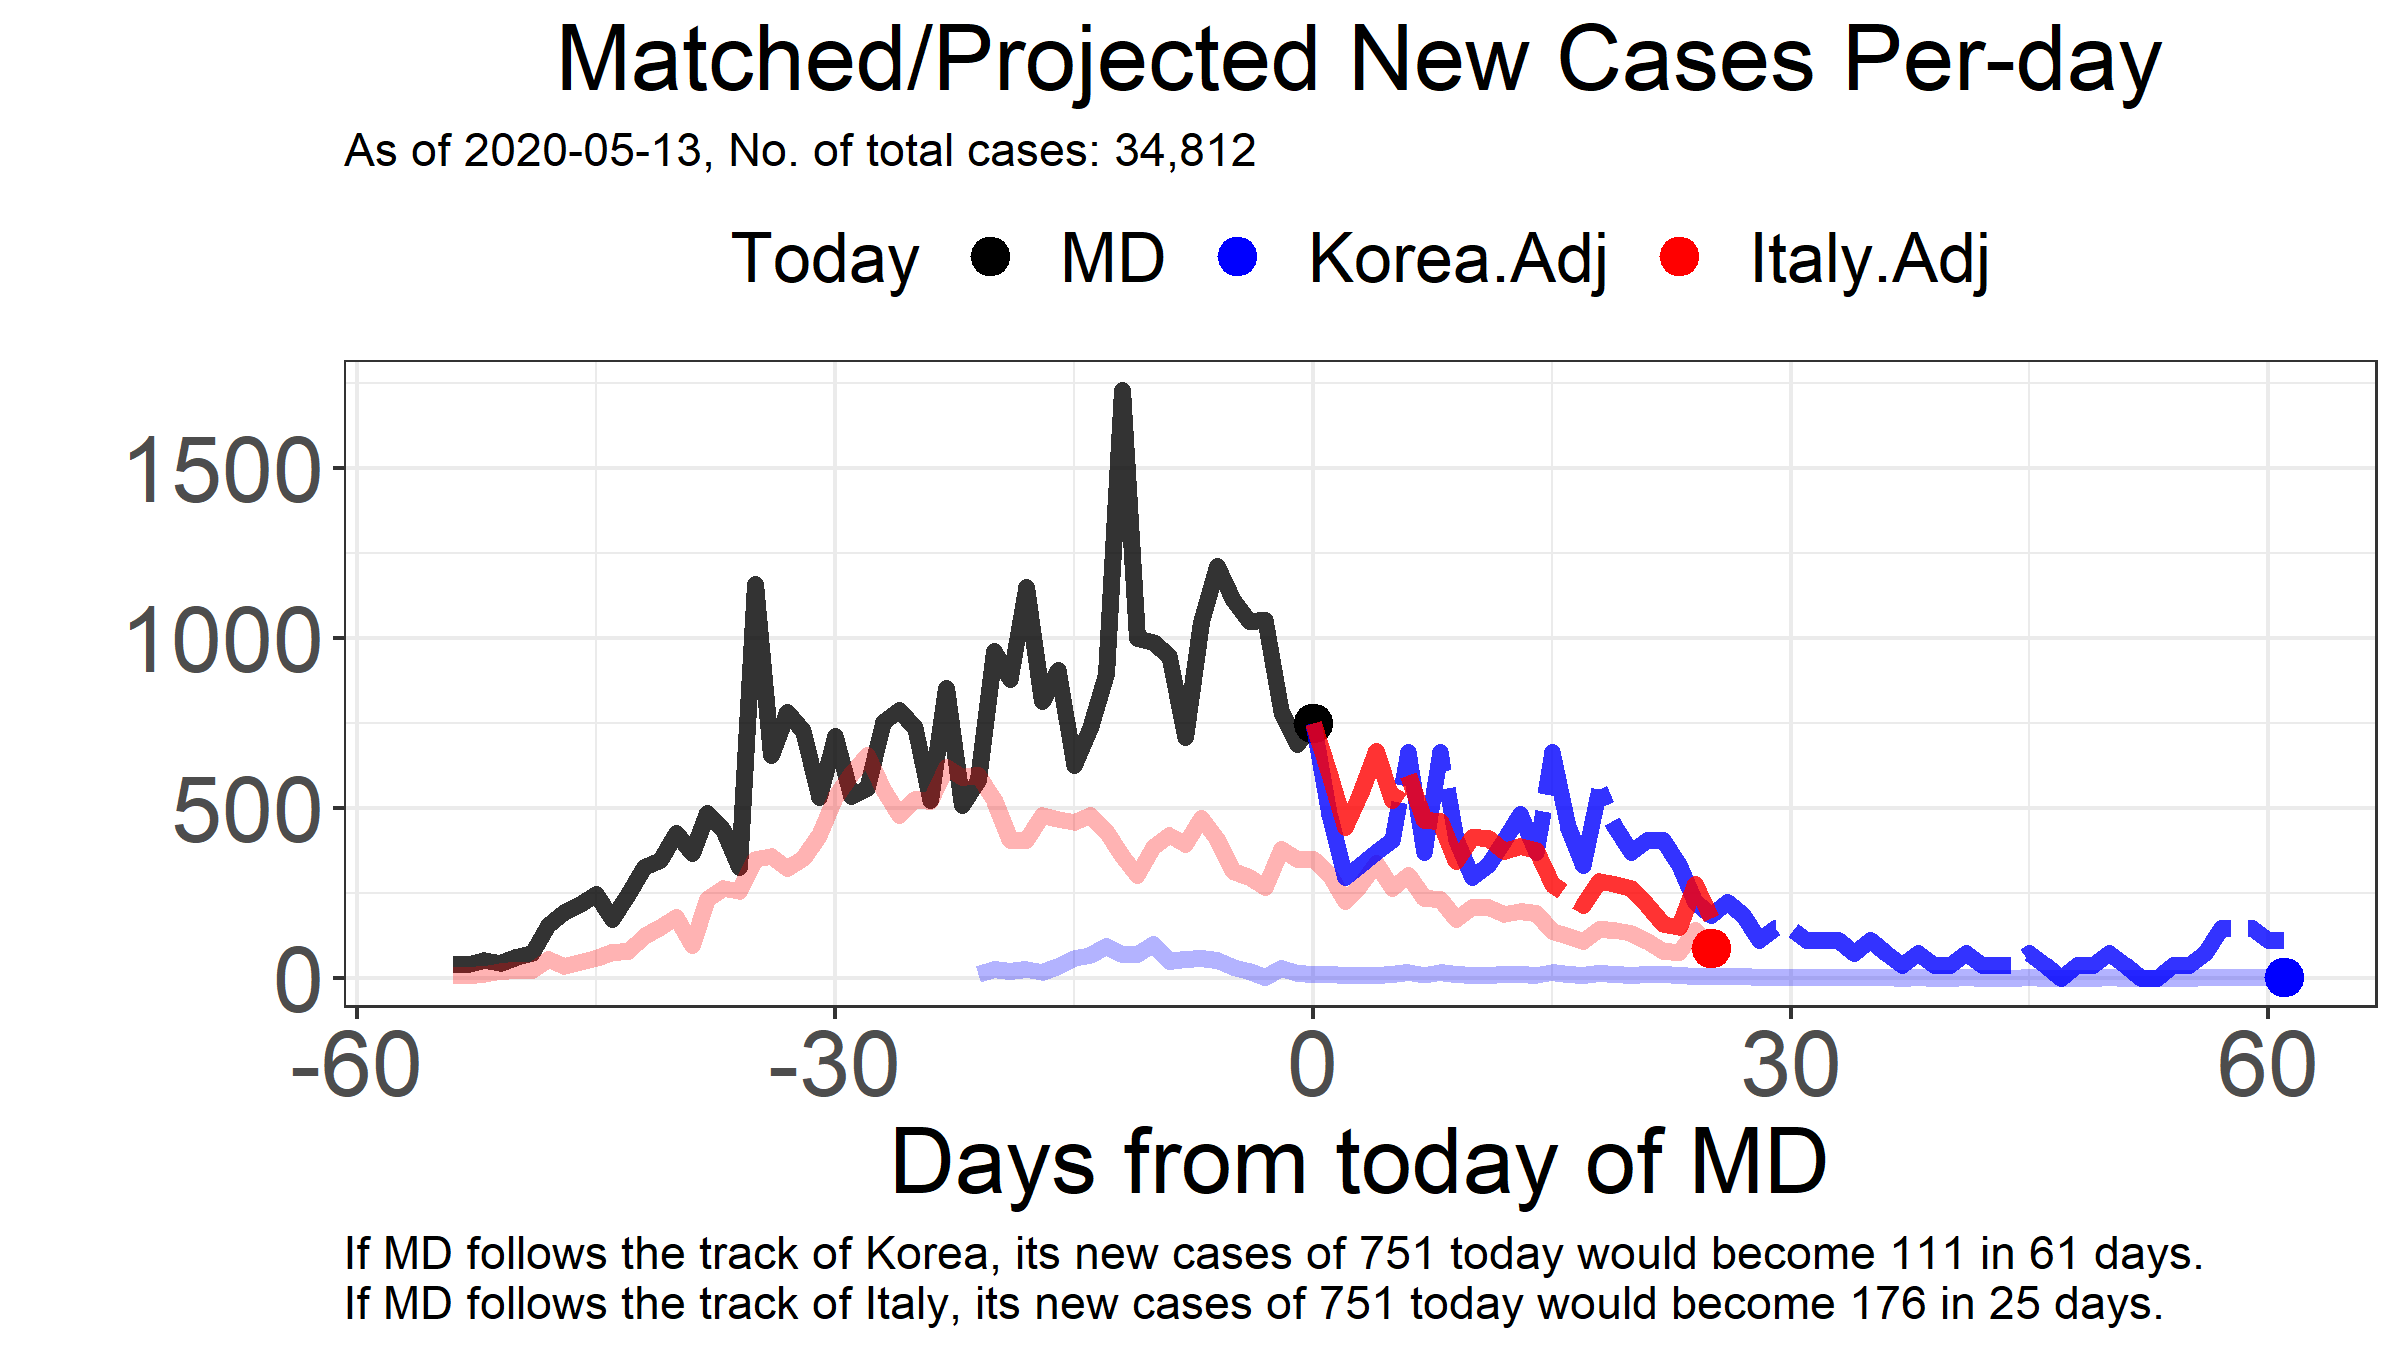 Matched/Projected New Cases Per-day
As of 2020-05-13, No. of total cases: 34,812
Today MD Korea.Adj Italy.Adj
1500
1000
500
0
-60 -30 0 30 60
Days from today of MD
If MD follows the track of Korea, its new cases of 751 today would become 111 in 61 days.
If MD follows the track of Italy, its new cases of 751 today would become 176 in 25 days.